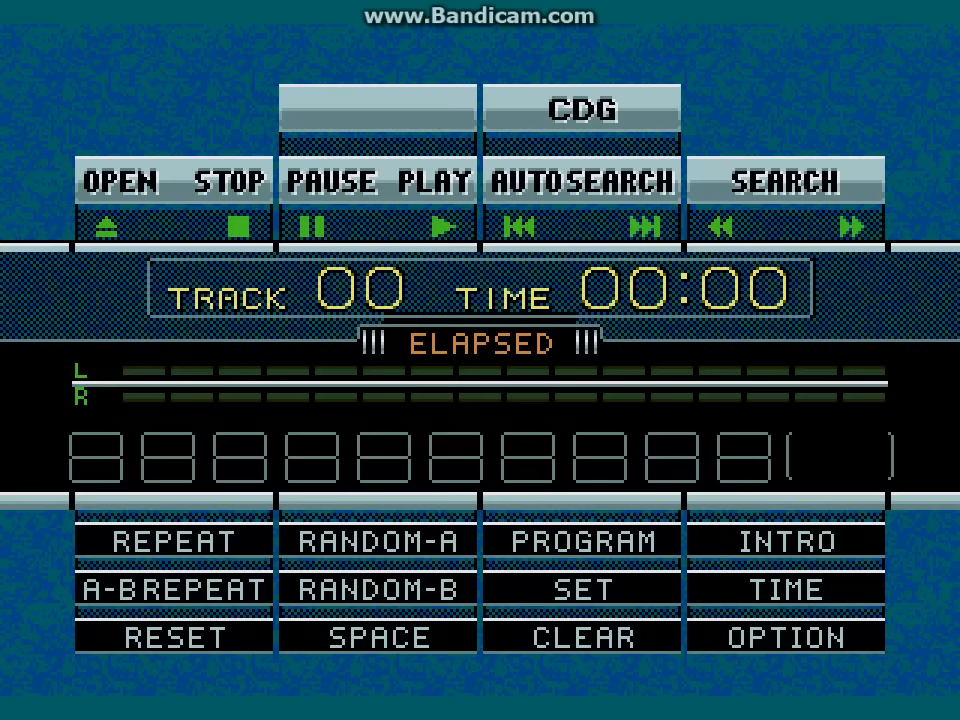 www.Bandicam.com
CDG
OPEN STOP PAUSE PLAY AUTOSEARCH SEARCH
TRACK 00 TIME 00:00
ELAPSED
L
R
REPEAT RANDOM-A PROGRAM INTRO
A-BREPEAT RANDOM-B SET TIME
RESET SPACE CLEAR OPTION